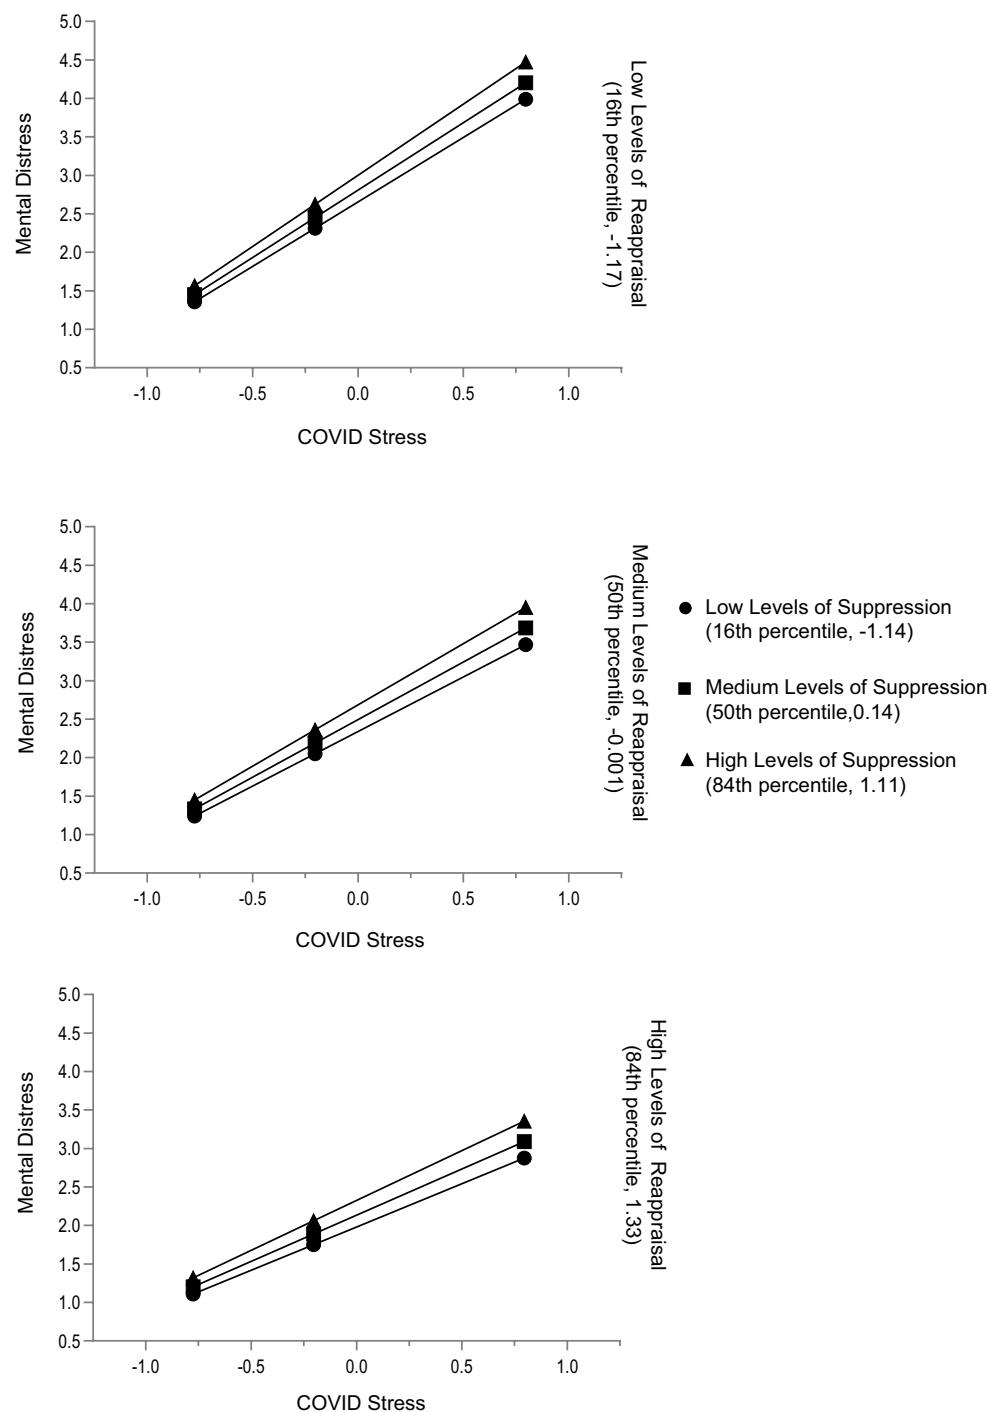 5.0
4.5
4.0
3.5
3.0
2.5
2.0
1.5
1.0
0.5
Mental Distress
-1.0 -0.5 0.0 0.5 1.0
COVID Stress
Low Levels of Reappraisal
(16th percentile, -1.17)
5.0
4.5
4.0
3.5
3.0
2.5
2.0
1.5
1.0
0.5
Mental Distress
-1.0 -0.5 0.0 0.5 1.0
COVID Stress
Medium Levels of Reappraisal
(50th percentile, -0.001)
Low Levels of Suppression
(16th percentile, -1.14)
Medium Levels of Suppression
(50th percentile,0.14)
High Levels of Suppression
(84th percentile, 1.11)
5.0
4.5
4.0
3.5
3.0
2.5
2.0
1.5
1.0
0.5
Mental Distress
-1.0 -0.5 0.0 0.5 1.0
COVID Stress
High Levels of Reappraisal
(84th percentile, 1.33)